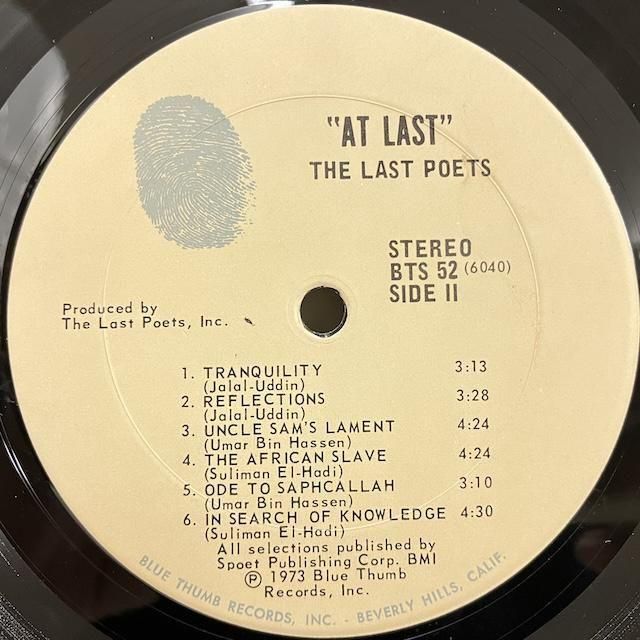 "AT LAST"
THE LAST POETS
STEREO
BTS 52 (6040)
SIDE II
Produced by
The Last Poets, Inc.
1. TRANQUILITY 3:13
(Jalal-Uddin)
2. REFLECTIONS 3:28
(Jalal-Uddin)
3. UNCLE SAM'S LAMENT 4:24
(Umar Bin Hassen)
4. THE AFRICAN SLAVE 4:24
(Suliman El-Hadi)
5. ODE TO SAPHCALLAH 3:10
(Umar Bin Hassen)
6. IN SEARCH OF KNOWLEDGE 4:30
(Suliman El-Hadi)
All selections published by
Spoet Publishing Corp. BMI
Ⓟ 1973 Blue Thumb
Records, Inc.
BLUE THUMB RECORDS, INC. - BEVERLY HILLS, CALIF.